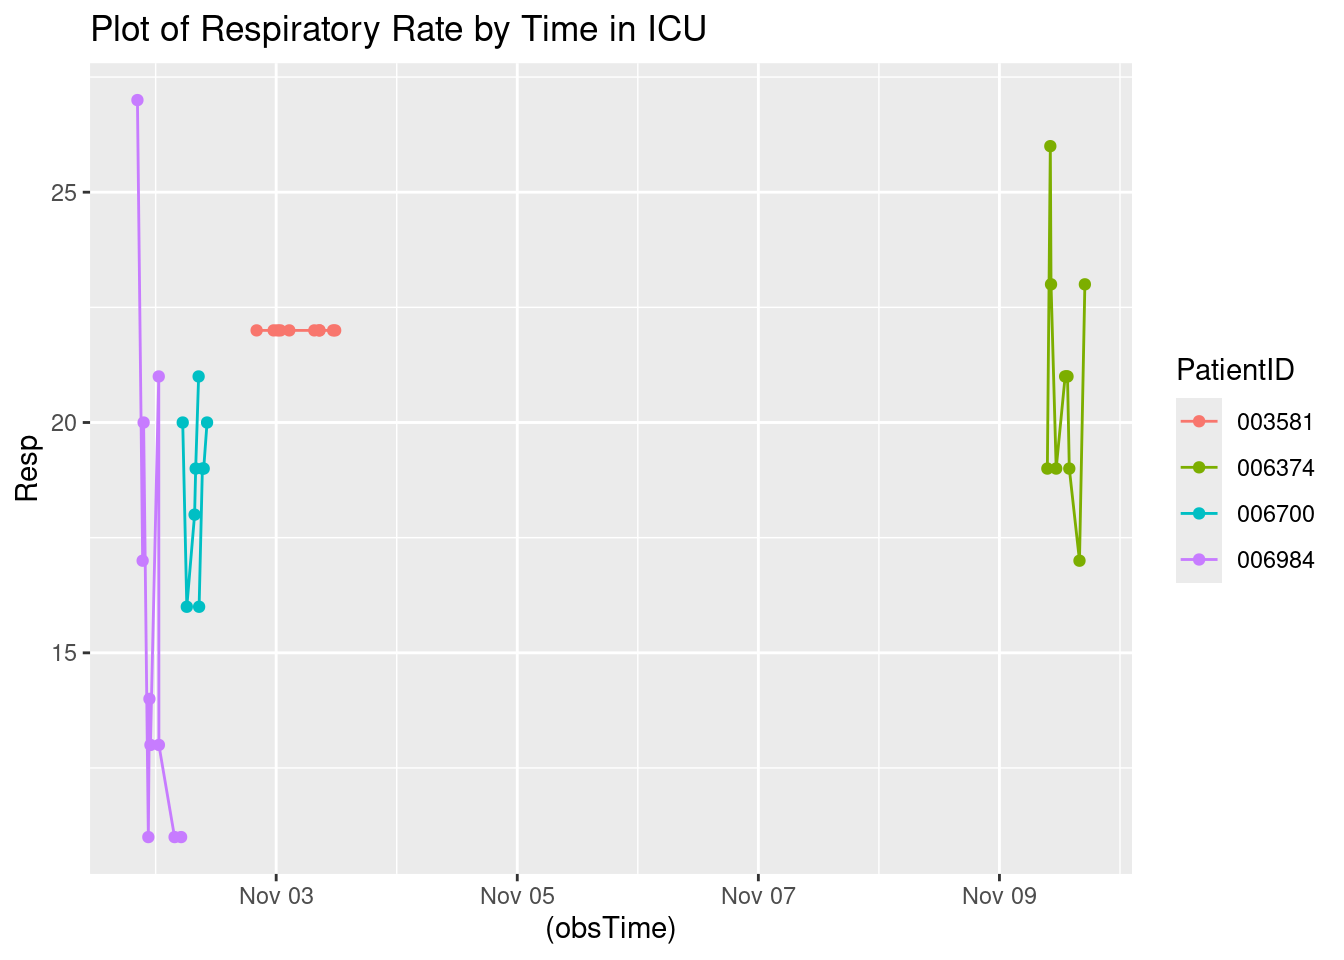 Plot of Respiratory Rate by Time in ICU
25
20
15
Resp
Nov 03
Nov 05
Nov 07
Nov 09
(obsTime)
PatientID
003581
006374
006700
006984